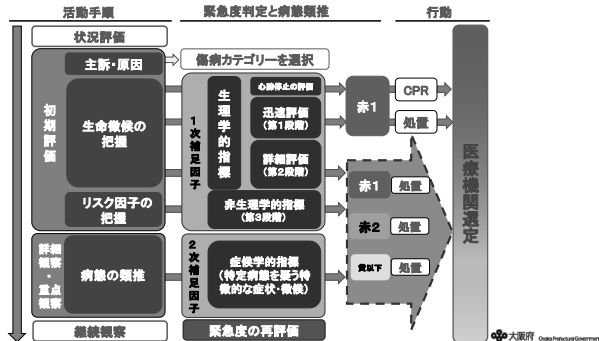 活動手順
緊急度判定と病態類推
行動
状況評価
主訴・原因
傷病カテゴリーを選択
初期評価
生命徴候の
把握
1次補足因子
生理学的指標
心肺停止の評価
迅速評価
(第1段階)
詳細評価
(第2段階)
赤1
CPR
処置
リスク因子の
把握
非生理学的指標
(第3段階)
赤1
処置
赤2
処置
黄以下
処置
医療機関選定
詳細観察・重点観察
病態の類推
2次補足因子
症候学的指標
(特定病態を疑う特
徴的な症状・徴候)
継続観察
緊急度の再評価
大阪府
Osaka Prefectural Government